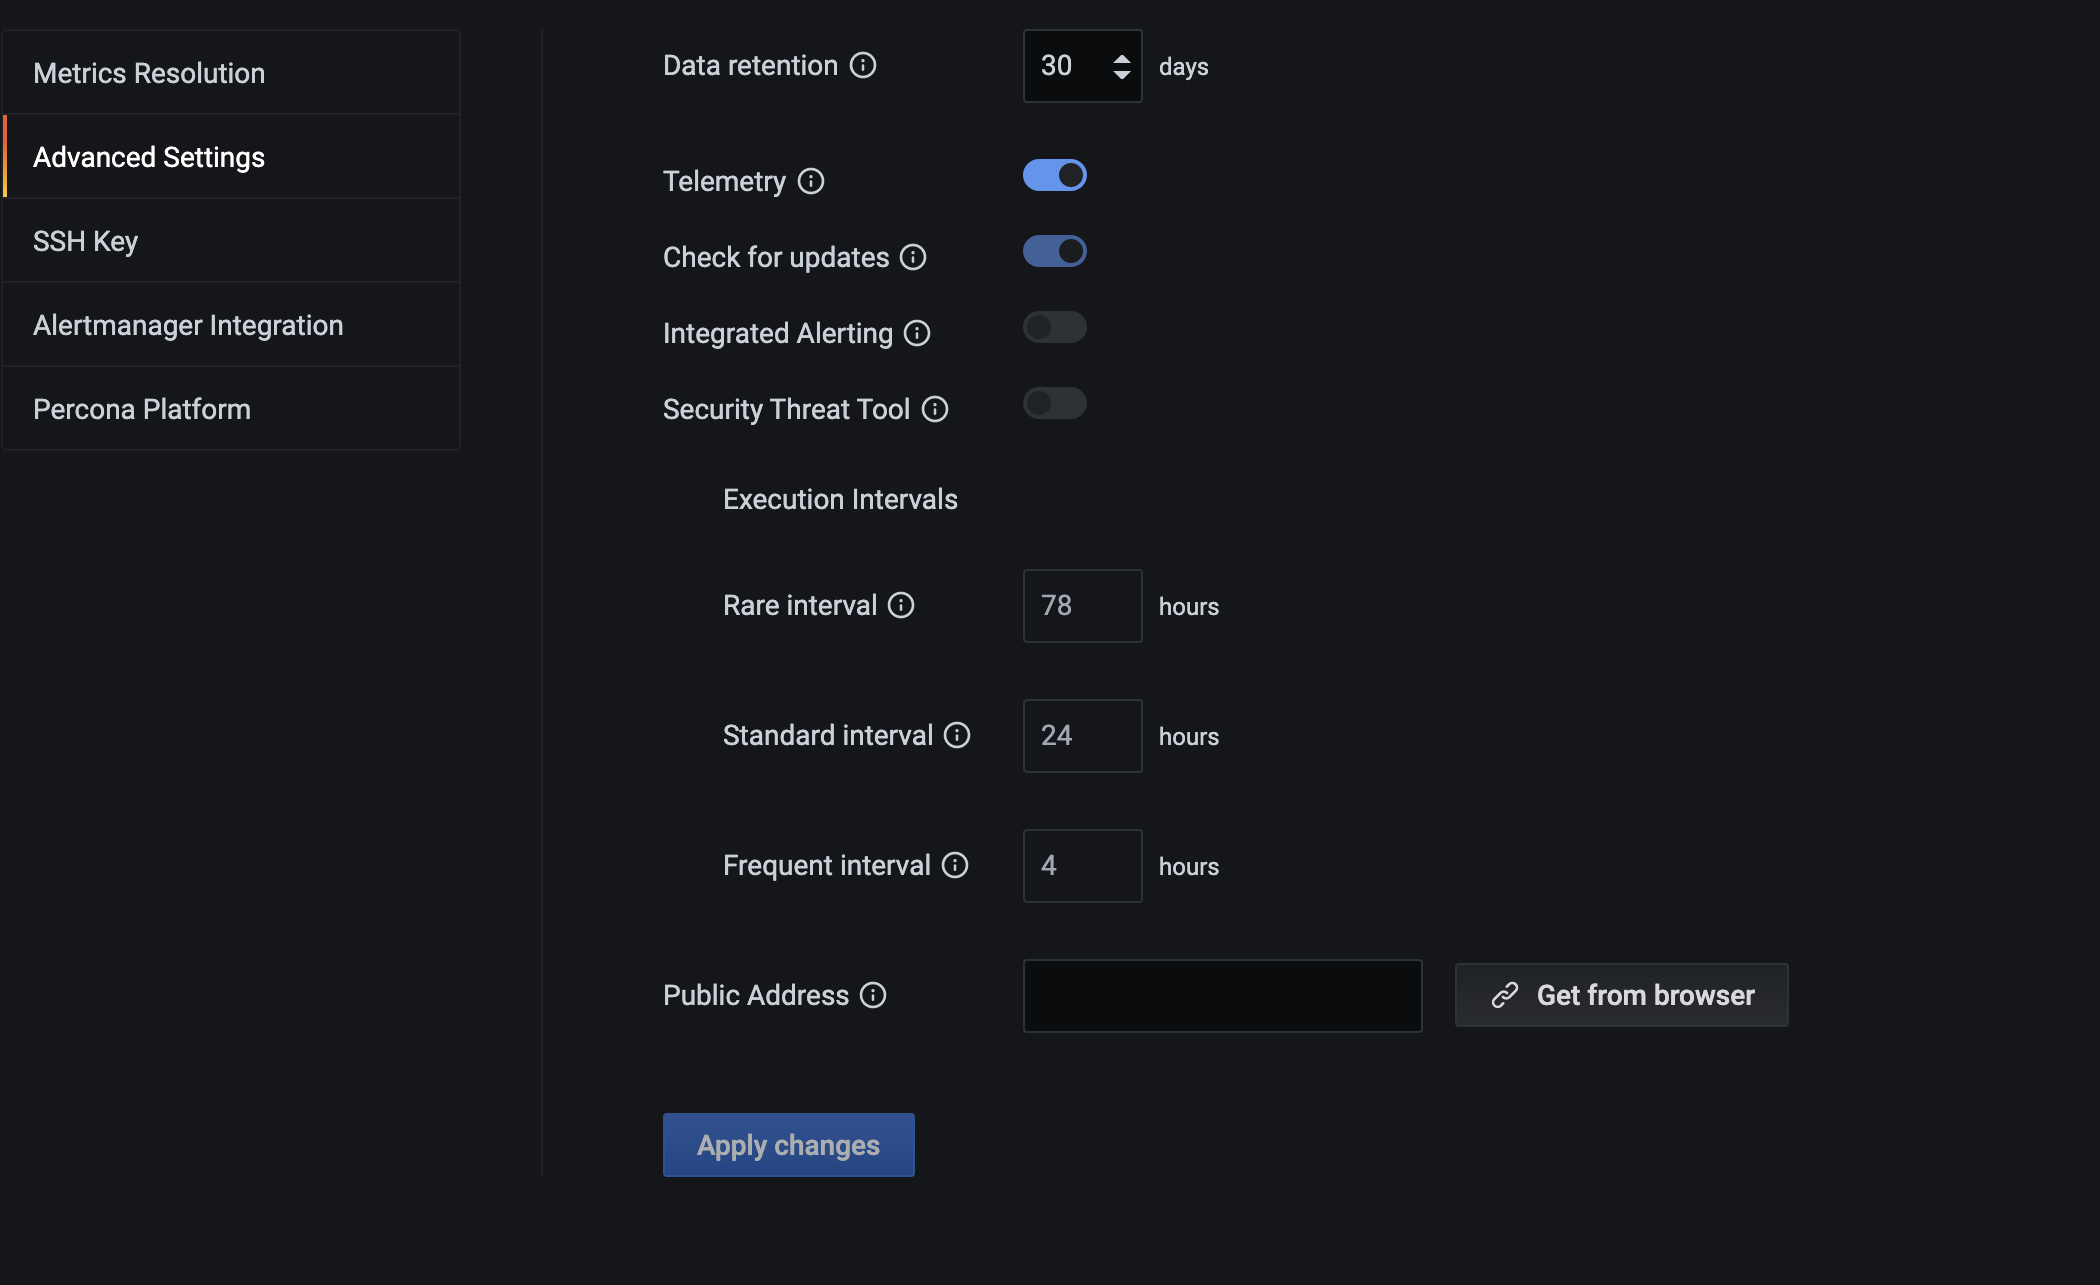 Metrics Resolution
Advanced Settings
SSH Key
Alertmanager Integration
Percona Platform
Data retention 30 days
Telemetry
Check for updates
Integrated Alerting
Security Threat Tool
Execution Intervals
Rare interval 78 hours
Standard interval 24 hours
Frequent interval 4 hours
Public Address Get from browser
Apply changes